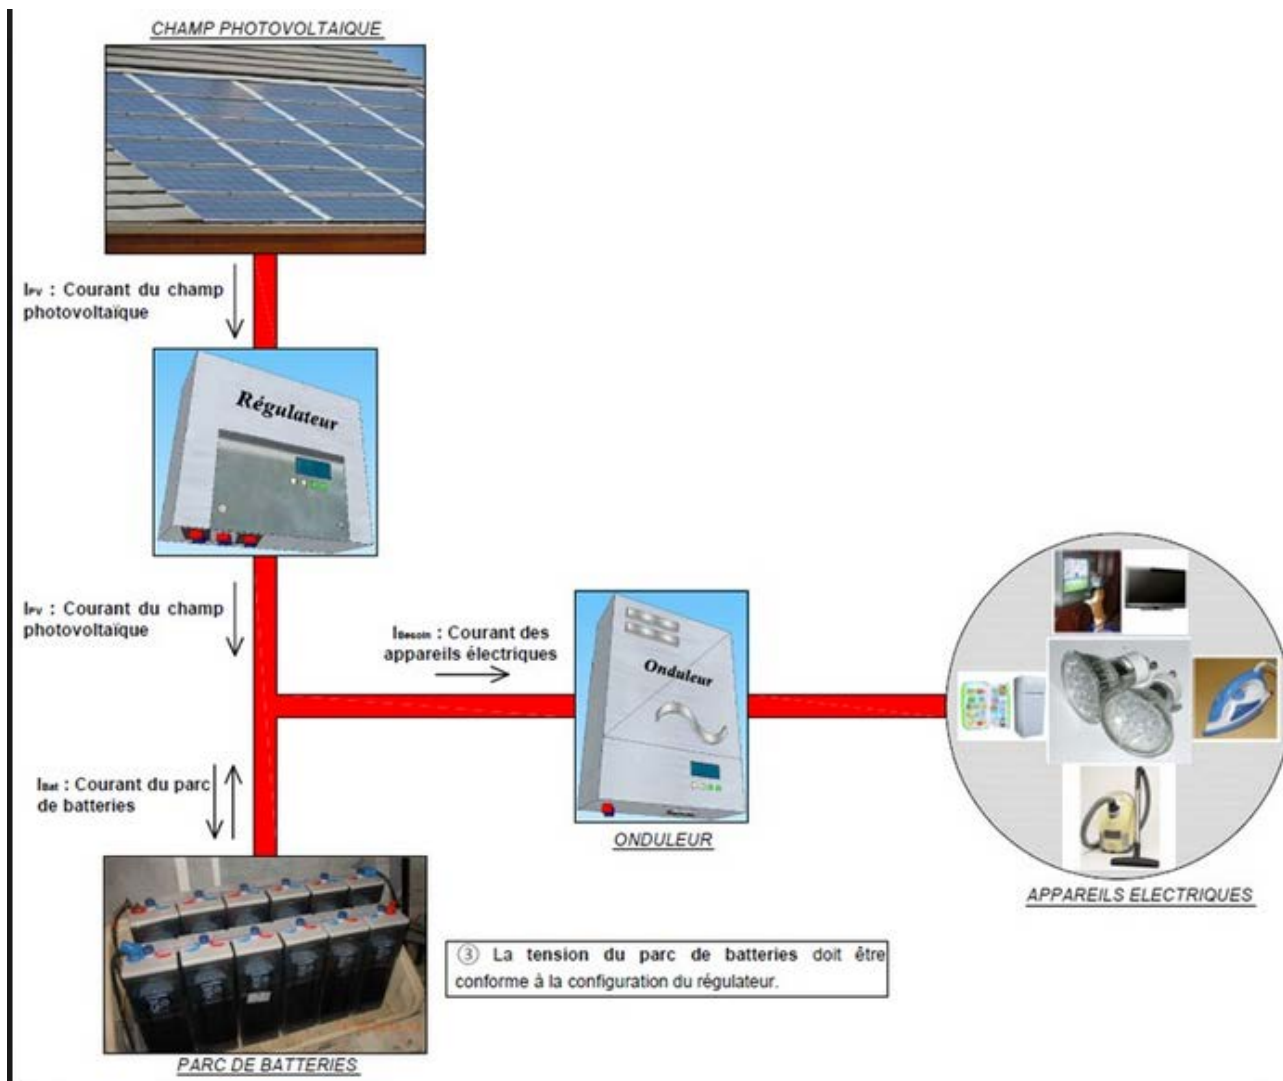 CHAMP PHOTOVOLTAIQUE
IPV : Courant du champ
photovoltaïque
Régulateur
IPV : Courant du champ
photovoltaïque
IBesoin : Courant des
appareils électriques
Onduleur
IBat : Courant du parc
de batteries
ONDULEUR
APPAREILS ELECTRIQUES
③ La tension du parc de batteries doit être
conforme à la configuration du régulateur.
PARC DE BATTERIES